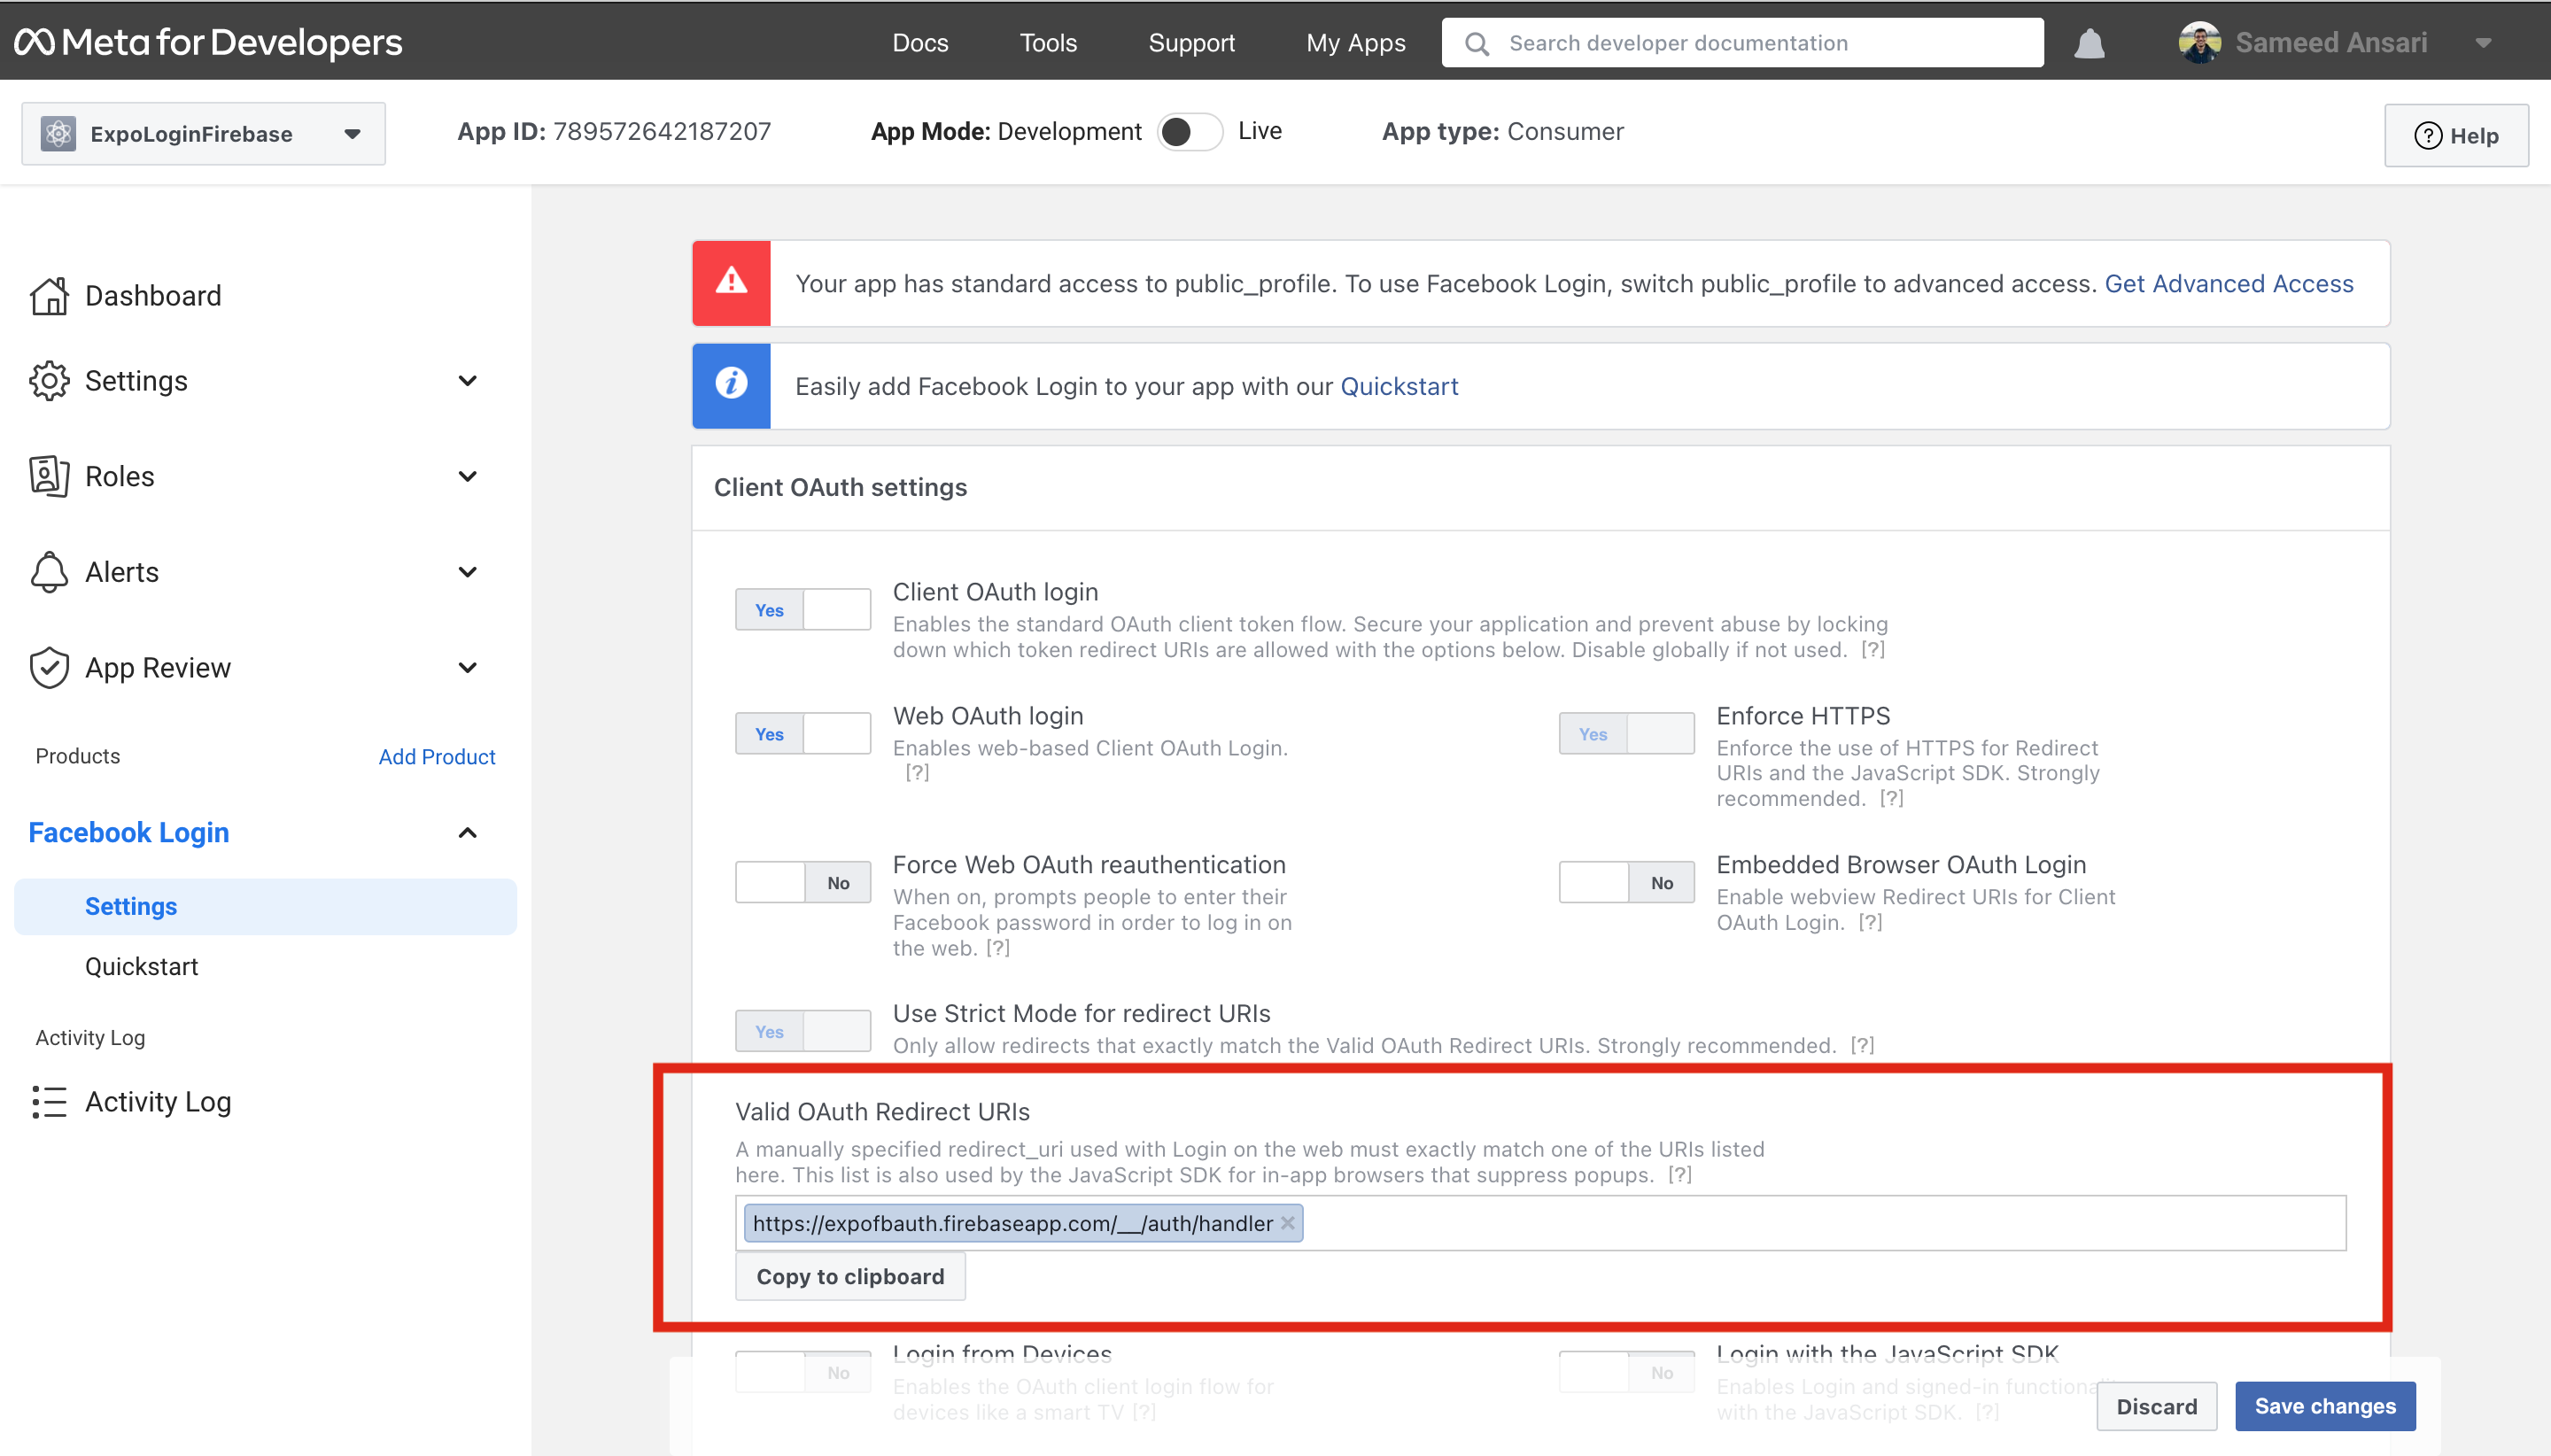 Meta for Developers
Docs Tools Support My Apps Search developer documentation Sameed Ansari
ExpoLoginFirebase App ID: 789572642187207 App Mode: Development Live App type: Consumer Help
Dashboard
Settings
Roles
Alerts
App Review
Products Add Product
Facebook Login
Settings
Quickstart
Activity Log
Activity Log
Your app has standard access to public_profile. To use Facebook Login, switch public_profile to advanced access. Get Advanced Access
Easily add Facebook Login to your app with our Quickstart
Client OAuth settings
Yes
Client OAuth login
Enables the standard OAuth client token flow. Secure your application and prevent abuse by locking
down which token redirect URIs are allowed with the options below. Disable globally if not used. [?]
Yes
Web OAuth login
Enables web-based Client OAuth Login.
[?]
Yes
Enforce HTTPS
Enforce the use of HTTPS for Redirect
URIs and the JavaScript SDK. Strongly
recommended. [?]
No
Force Web OAuth reauthentication
When on, prompts people to enter their
Facebook password in order to log in on
the web. [?]
No
Embedded Browser OAuth Login
Enable webview Redirect URIs for Client
OAuth Login. [?]
Yes
Use Strict Mode for redirect URIs
Only allow redirects that exactly match the Valid OAuth Redirect URIs. Strongly recommended. [?]
Valid OAuth Redirect URIs
A manually specified redirect_uri used with Login on the web must exactly match one of the URIs listed
here. This list is also used by the JavaScript SDK for in-app browsers that suppress popups. [?]
https://expofbauth.firebaseapp.com/__/auth/handler
Copy to clipboard
No
Login from Devices
Enables the OAuth client login flow for
devices like a smart TV [?]
No
Login with the JavaScript SDK
Enables Login and signed-in
with the JavaScript SDK. [?]
Discard Save changes